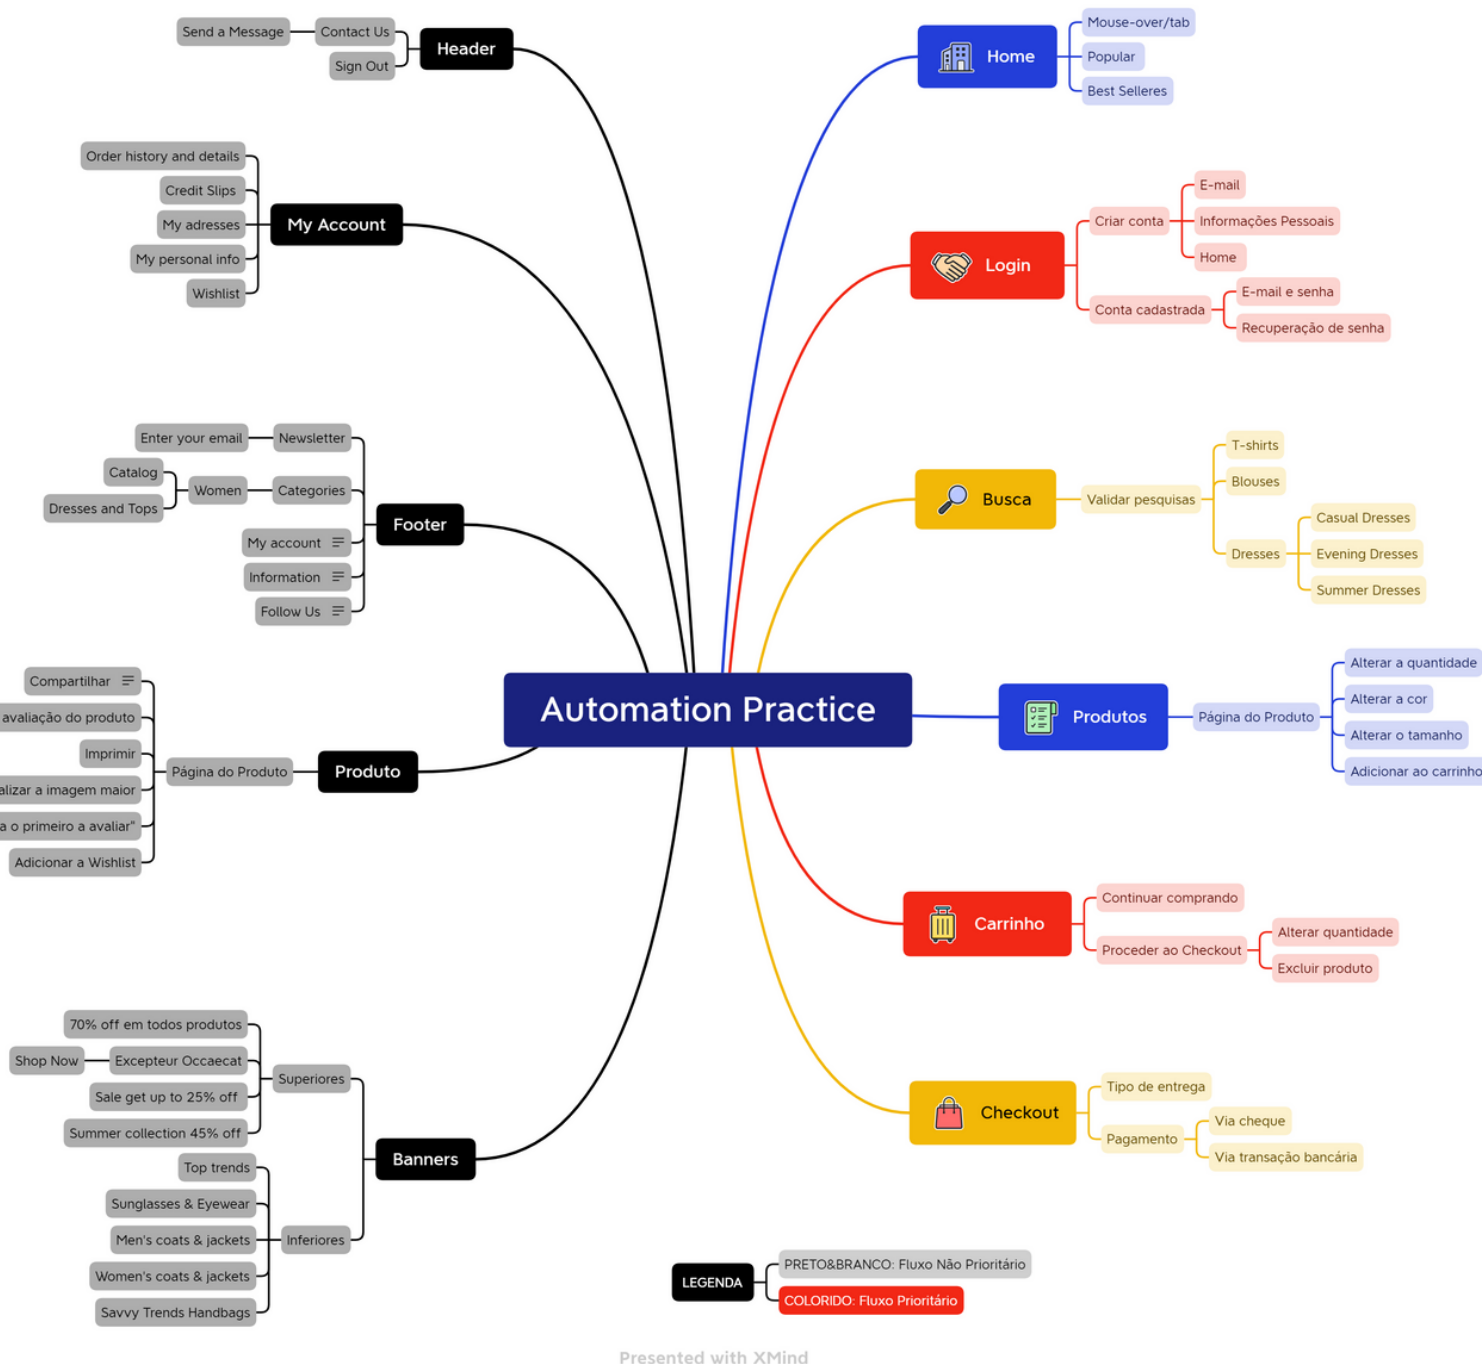 Automation Practice
Header
Contact Us
Send a Message
Sign Out
My Account
Order history and details
Credit Slips
My adresses
My personal info
Wishlist
Footer
Newsletter
Enter your email
Categories
Women
Catalog
Dresses and Tops
My account
Information
Follow Us
Produto
Página do Produto
Compartilhar
avaliação do produto
Imprimir
a imagem maior
o primeiro a avaliar"
Adicionar a Wishlist
Banners
Superiores
70% off em todos produtos
Excepteur Occaecat
Shop Now
Sale get up to 25% off
Summer collection 45% off
Inferiores
Top trends
Sunglasses & Eyewear
Men's coats & jackets
Women's coats & jackets
Savvy Trends Handbags
Home
Mouse-over/tab
Popular
Best Selleres
Login
Criar conta
E-mail
Informações Pessoais
Home
Conta cadastrada
E-mail e senha
Recuperação de senha
Busca
Validar pesquisas
T-shirts
Blouses
Dresses
Casual Dresses
Evening Dresses
Summer Dresses
Produtos
Página do Produto
Alterar a quantidade
Alterar a cor
Alterar o tamanho
Adicionar ao carrinho
Carrinho
Continuar comprando
Proceder ao Checkout
Alterar quantidade
Excluir produto
Checkout
Tipo de entrega
Pagamento
Via cheque
Via transação bancária
LEGENDA
PRETO&BRANCO: Fluxo Não Prioritário
COLORIDO: Fluxo Prioritário
Presented with XMind